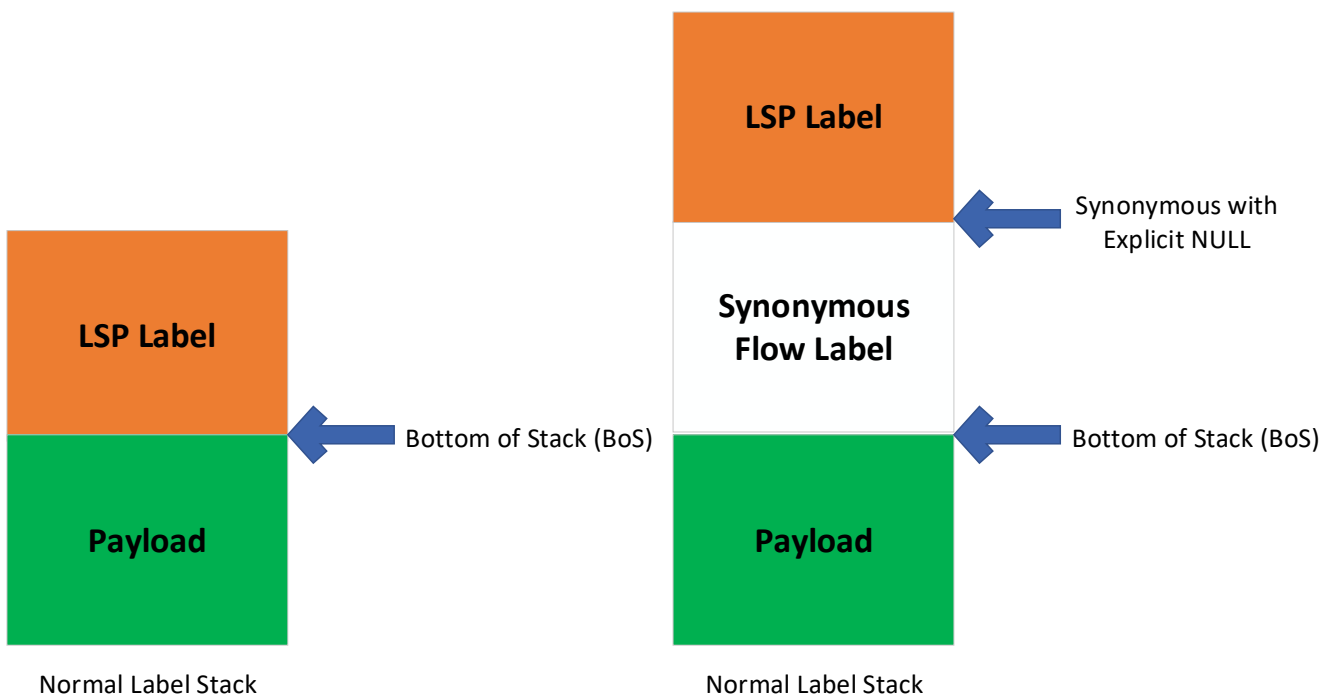 LSP Label
Bottom of Stack (BoS)
Payload
Normal Label Stack
LSP Label
Synonymous with
Explicit NULL
Synonymous
Flow Label
Bottom of Stack (BoS)
Payload
Normal Label Stack